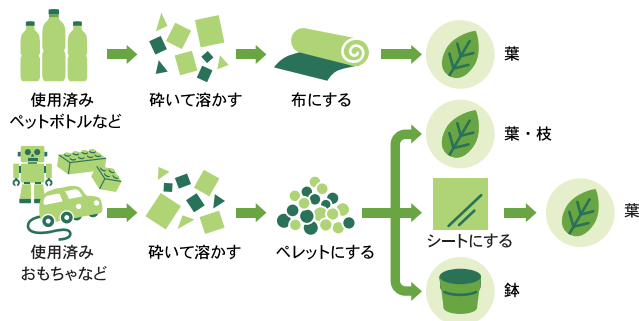 使用済み
ペットボトルなど
砕いて溶かす
布にする
葉
使用済み
おもちゃなど
砕いて溶かす
ペレットにする
葉・枝
シートにする
葉
鉢